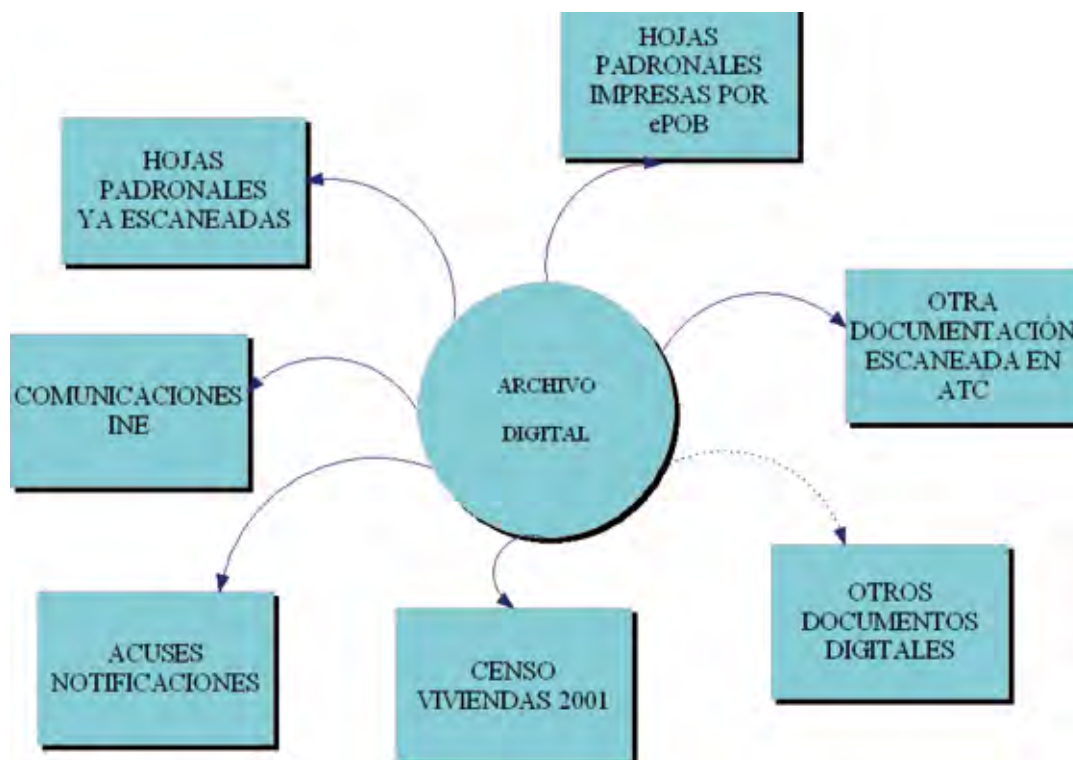 HOJAS
PADRONALES
IMPRESAS POR
ePOB
HOJAS
PADRONALES
YA ESCANEADAS
OTRA
DOCUMENTACIÓN
ESCANEADA EN
ATC
COMUNICACIONES
INE
ARCHIVO
DIGITAL
OTROS
DOCUMENTOS
DIGITALES
ACUSES
NOTIFICACIONES
CENSO
VIVIENDAS 2001